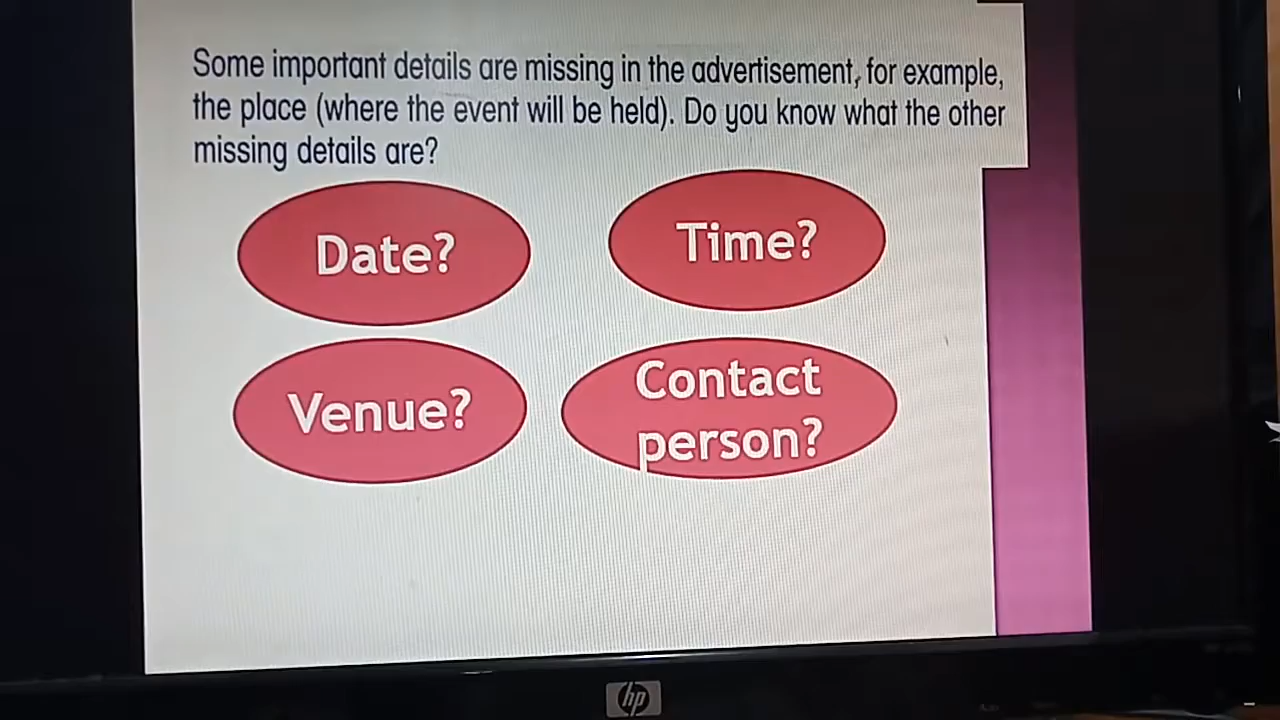 Some important details are missing in the advertisement, for example,
the place (where the event will be held). Do you know what the other
missing details are?
Date?
Time?
Venue?
Contact
person?
hp